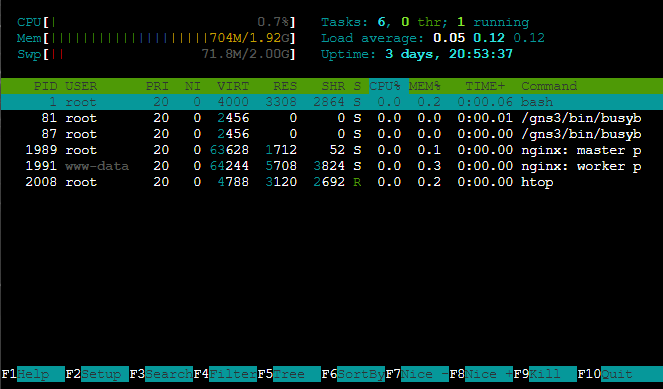 CPU[| 0.7%] Tasks: 6, 0 thr; 1 running
Mem[||||||||||||||||||||704M/1.92G] Load average: 0.05 0.12 0.12
Swp[|| 71.8M/2.00G] Uptime: 3 days, 20:53:37
PID USER PRI NI VIRT RES SHR S CPU% MEM% TIME+ Command
1 root 20 0 4000 3308 2864 S 0.0 0.2 0:00.06 bash
81 root 20 0 2456 0 0 S 0.0 0.0 0:00.01 /gns3/bin/busyb
87 root 20 0 2456 0 0 S 0.0 0.0 0:00.00 /gns3/bin/busyb
1989 root 20 0 63628 1712 52 S 0.0 0.1 0:00.00 nginx: master p
1991 www-data 20 0 64244 5708 3824 S 0.0 0.3 0:00.00 nginx: worker p
2008 root 20 0 4788 3120 2692 R 0.0 0.2 0:00.00 htop
F1Help F2Setup F3SearchF4FilterF5Tree F6SortByF7Nice -F8Nice +F9Kill F10Quit